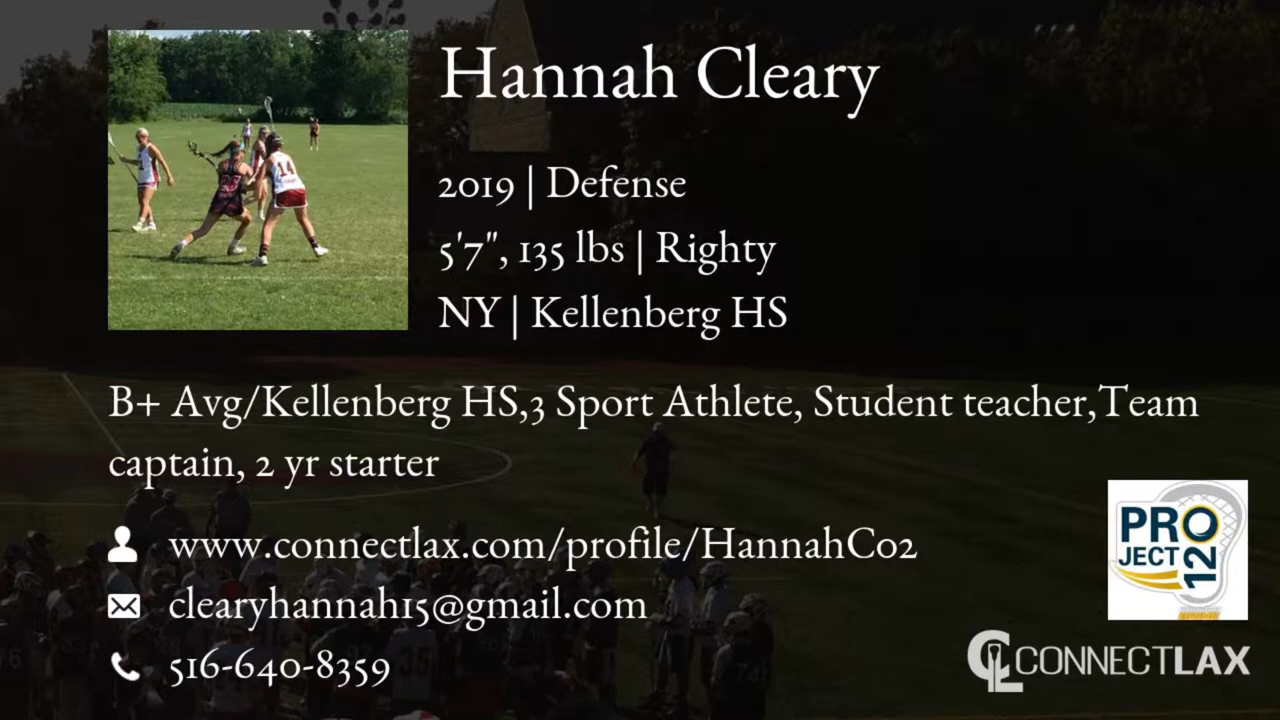 Hannah Cleary
2019 | Defense
5'7", 135 lbs | Righty
NY | Kellenberg HS
B+ Avg/Kellenberg HS,3 Sport Athlete, Student teacher,Team
captain, 2 yr starter
www.connectlax.com/profile/HannahC02
clearyhannah15@gmail.com
516-640-8359
14
PRO
JECT 12
CONNECTLAX